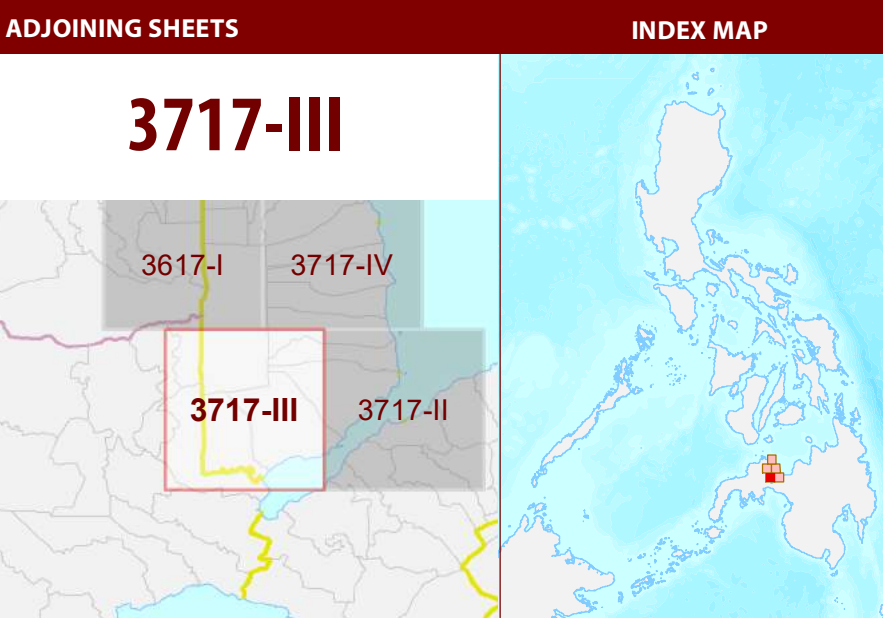 ADJOINING SHEETS
INDEX MAP
3717-III
3617-I
3717-IV
3717-III
3717-II